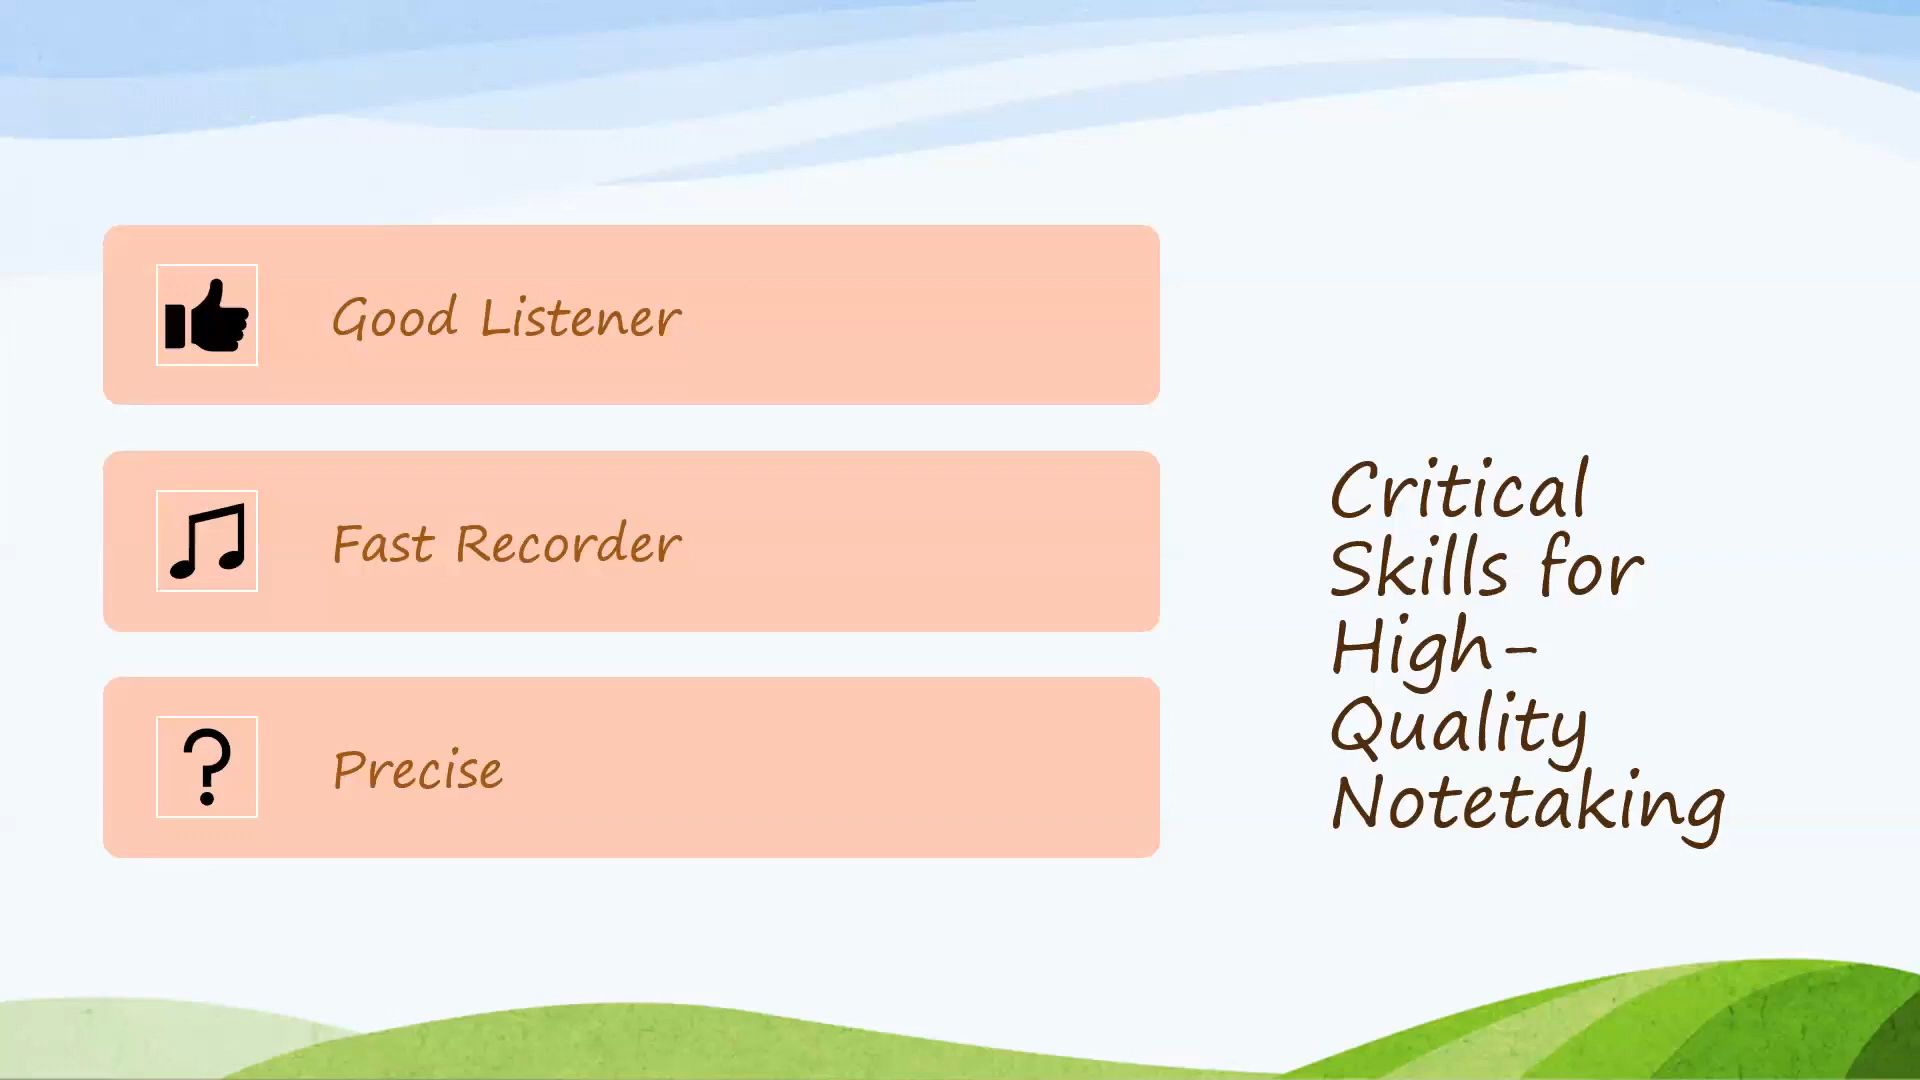 Good Listener
Fast Recorder
Precise
Critical
Skills for
High-
Quality
Notetaking